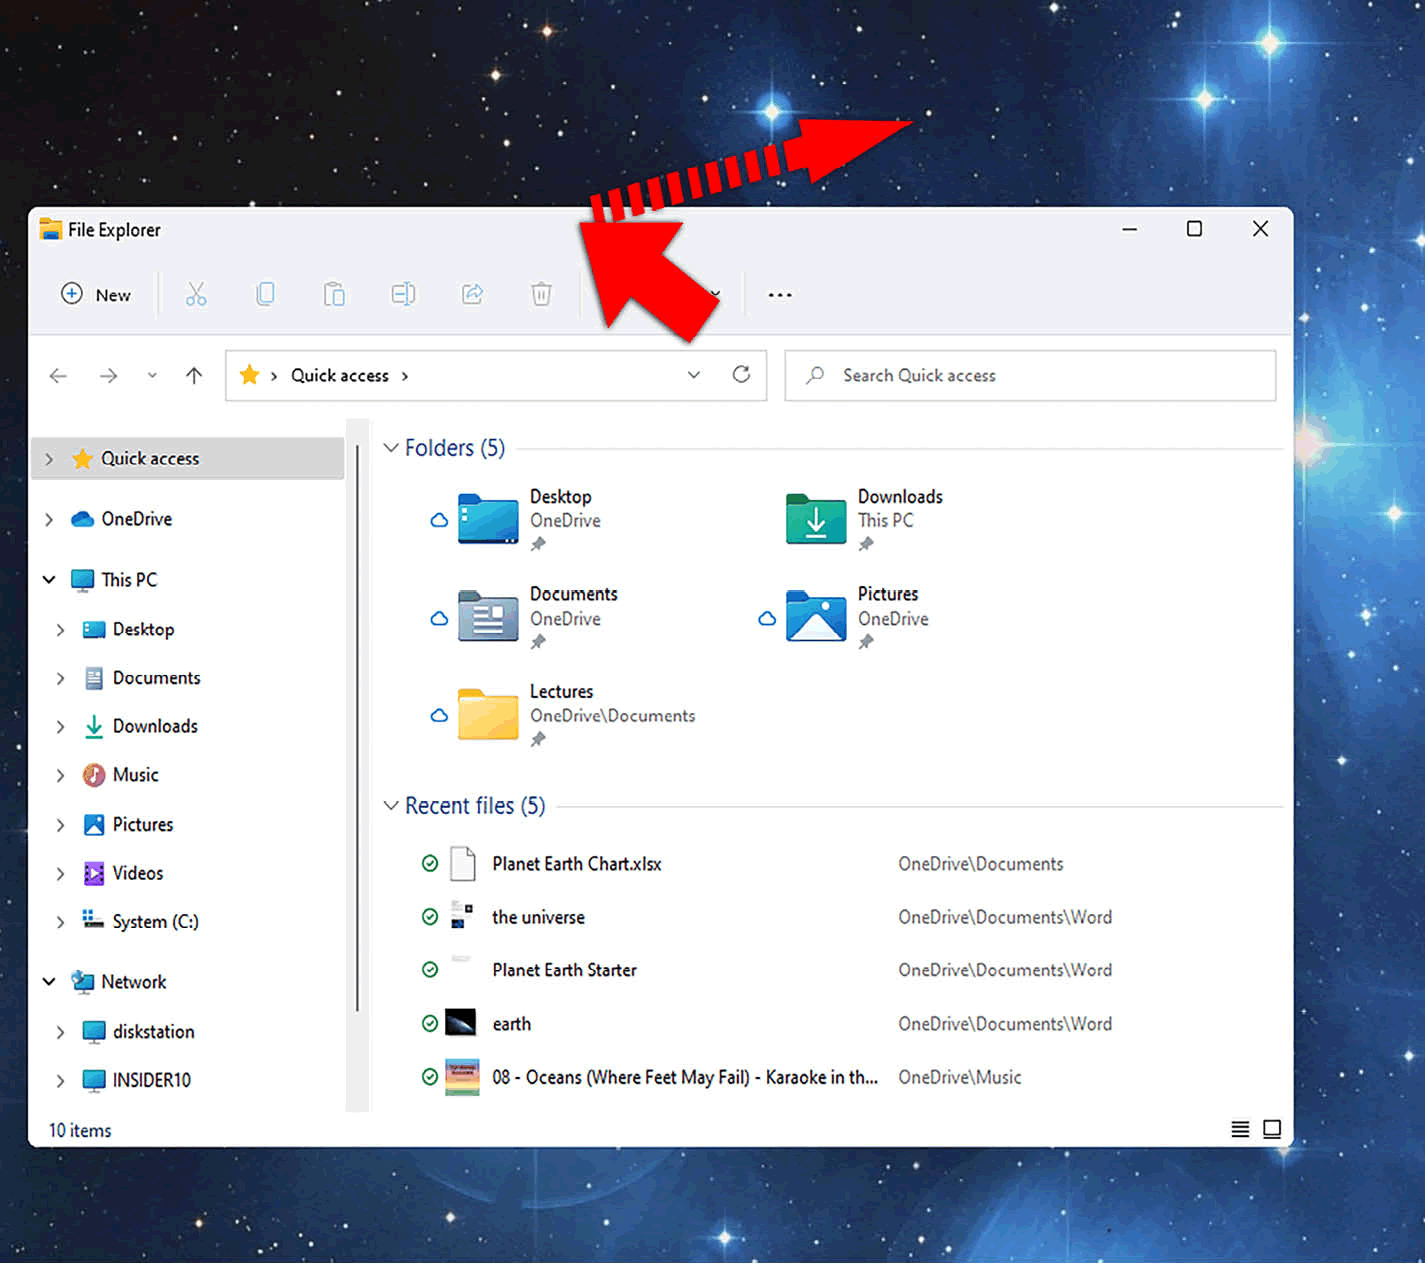 File Explorer
New
Quick access
Search Quick access
Quick access
OneDrive
This PC
Desktop
Documents
Downloads
Music
Pictures
Videos
System (C:)
Network
diskstation
INSIDER10
Folders (5)
Desktop
OneDrive
Downloads
This PC
Documents
OneDrive
Pictures
OneDrive
Lectures
OneDrive\Documents
Recent files (5)
Planet Earth Chart.xlsx OneDrive\Documents
the universe OneDrive\Documents\Word
Planet Earth Starter OneDrive\Documents\Word
earth OneDrive\Documents\Word
08 - Oceans (Where Feet May Fail) - Karaoke in th... OneDrive\Music
10 items